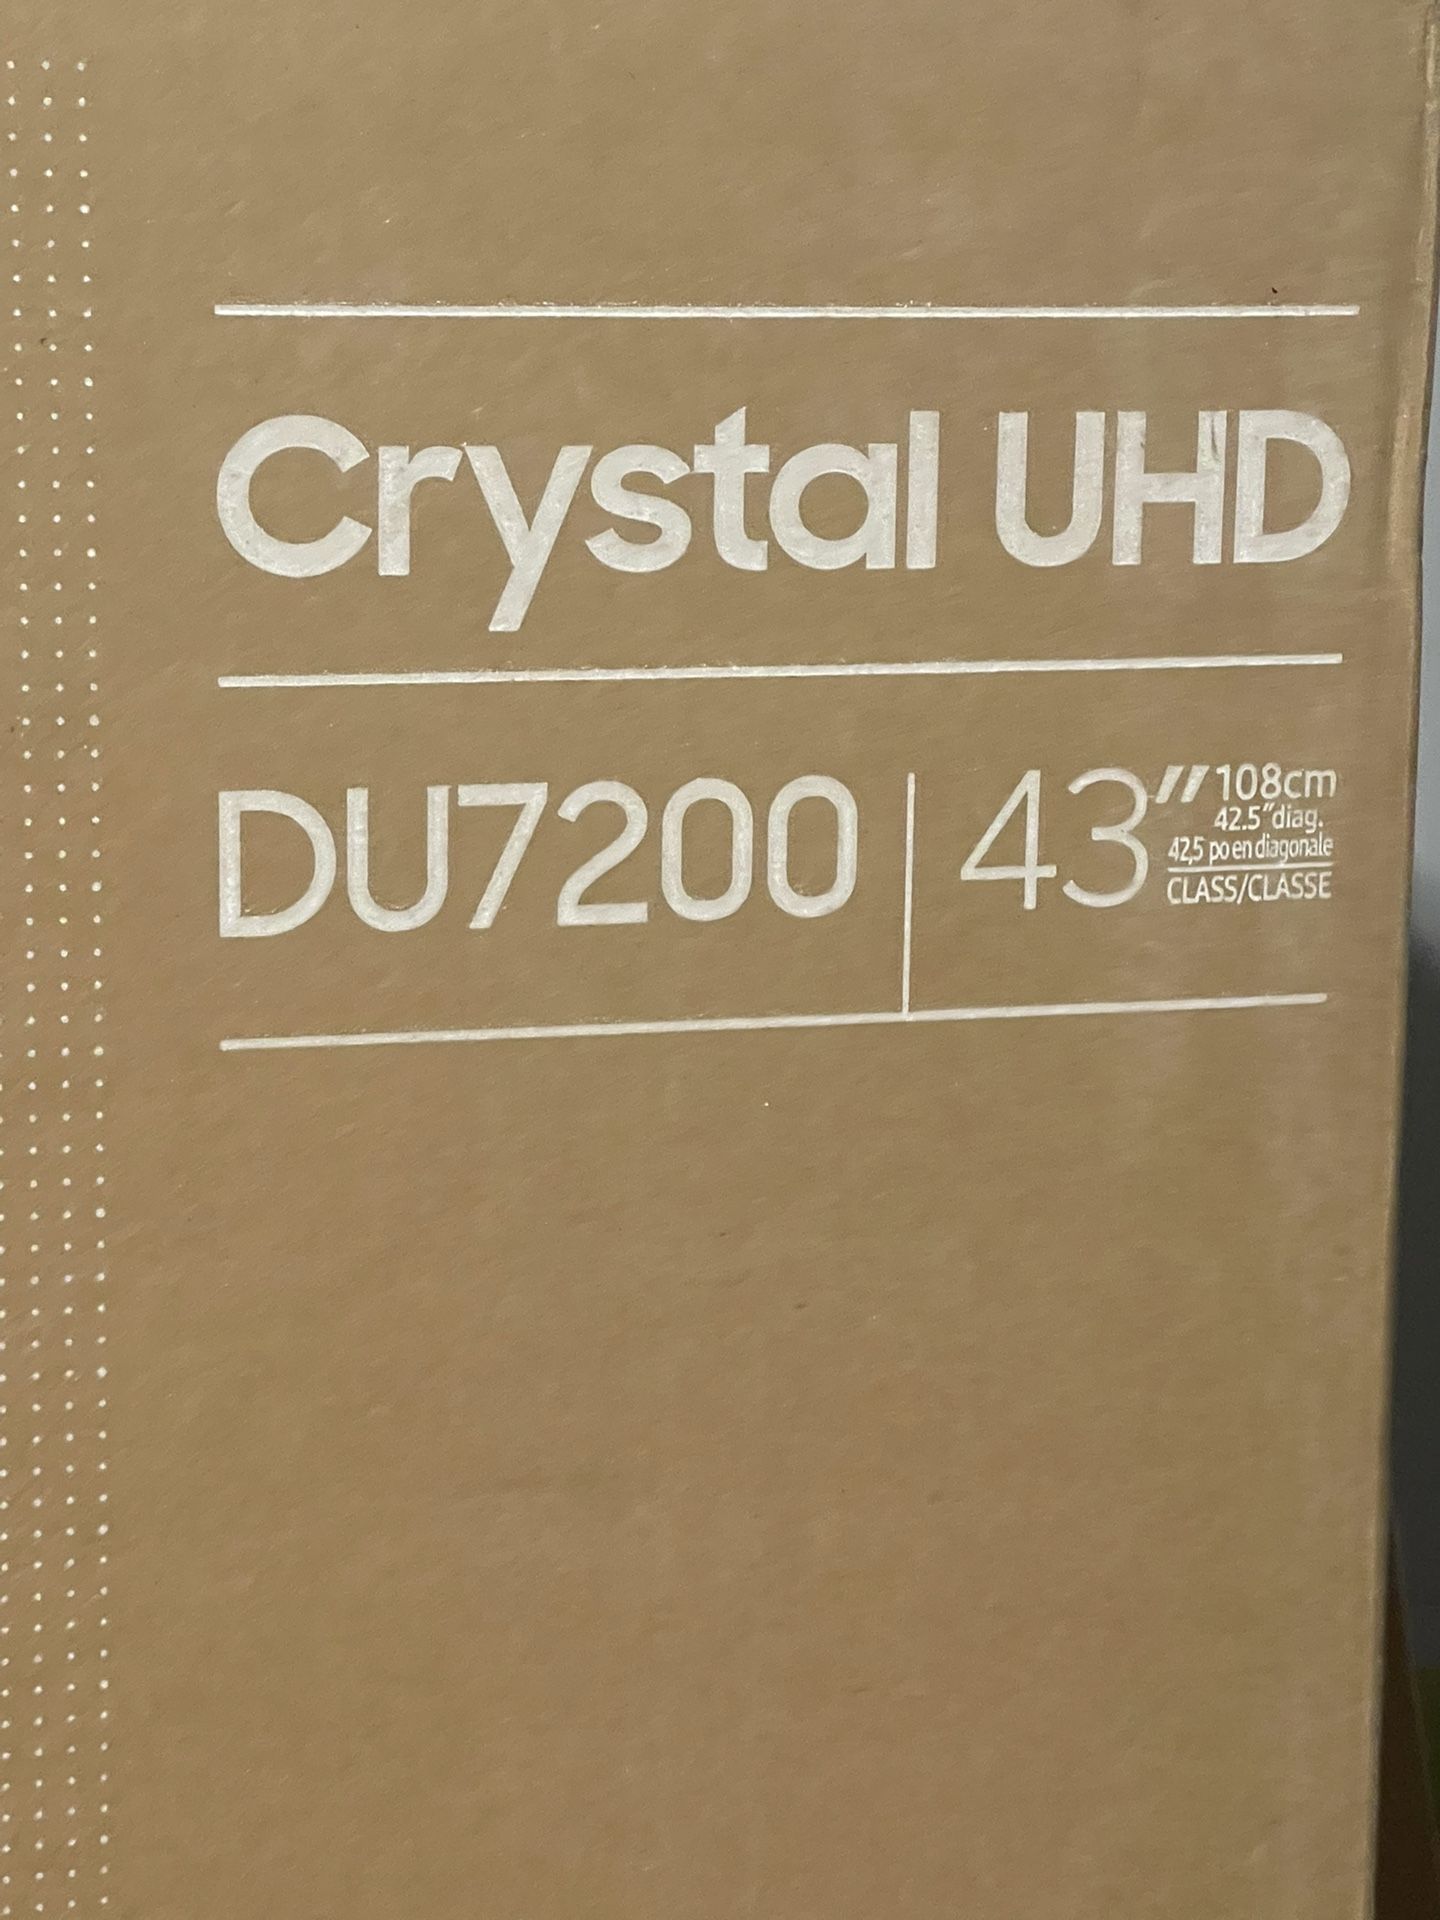 Crystal UHD
DU7200 43” 108cm
42.5”diag.
42,5 po en diagonale
CLASS/CLASSE